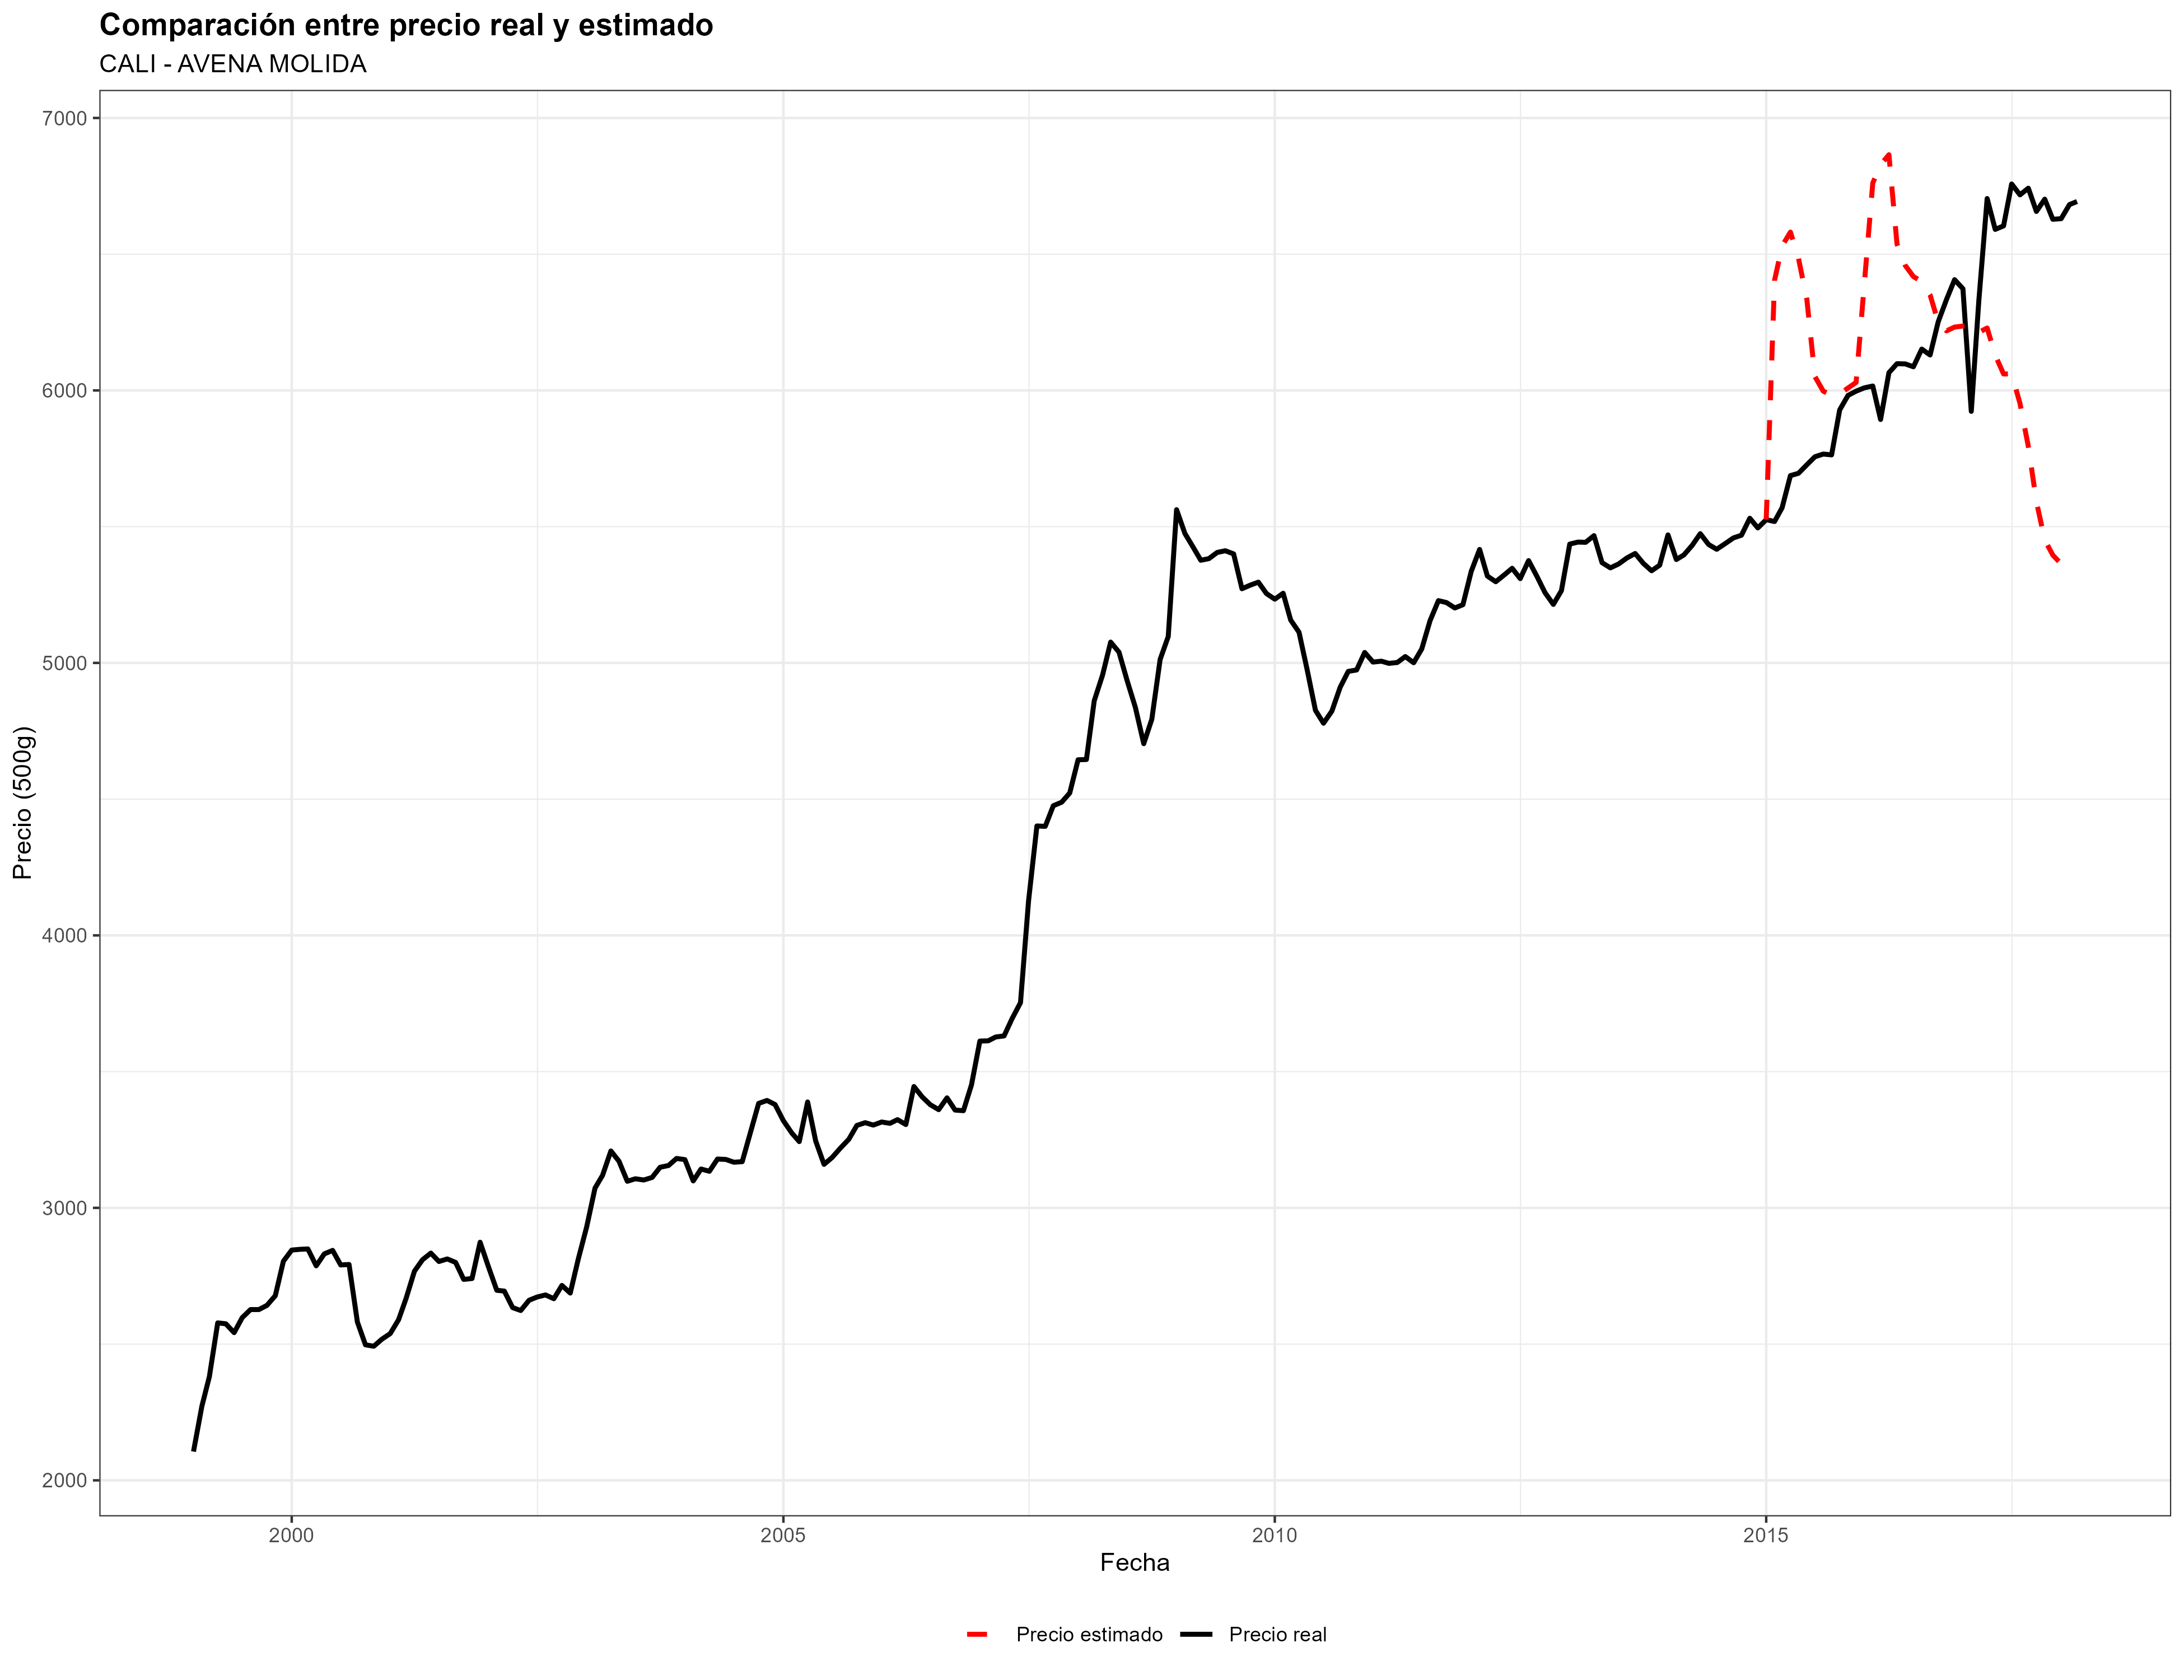 Comparación entre precio real y estimado
CALI - AVENA MOLIDA
Precio (500g)
7000
6000
5000
4000
3000
2000
2000
2005
2010
2015
Fecha
Precio estimado
Precio real